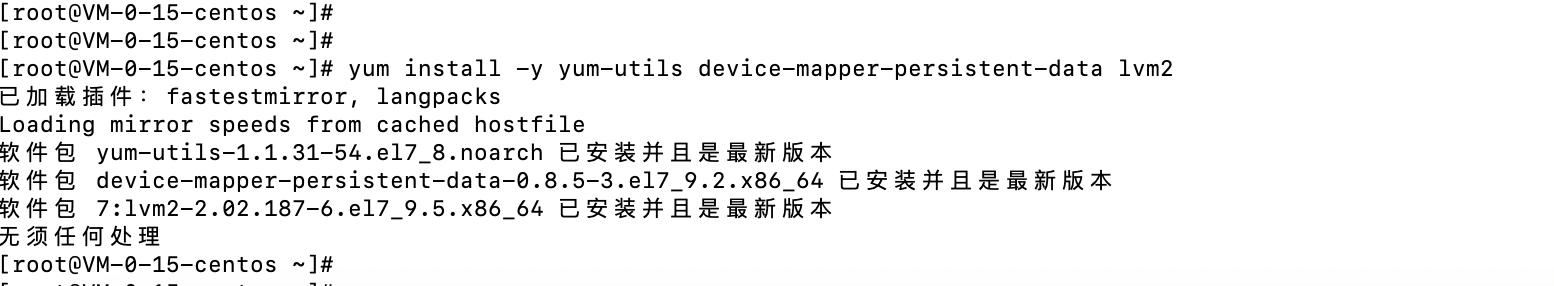 [root@VM-0-15-centos ~]#
[root@VM-0-15-centos ~]#
[root@VM-0-15-centos ~]# yum install -y yum-utils device-mapper-persistent-data lvm2
已加载插件：fastestmirror, langpacks
Loading mirror speeds from cached hostfile
软件包 yum-utils-1.1.31-54.el7_8.noarch 已安装并且是最新版本
软件包 device-mapper-persistent-data-0.8.5-3.el7_9.2.x86_64 已安装并且是最新版本
软件包 7:lvm2-2.02.187-6.el7_9.5.x86_64 已安装并且是最新版本
无须任何处理
[root@VM-0-15-centos ~]#